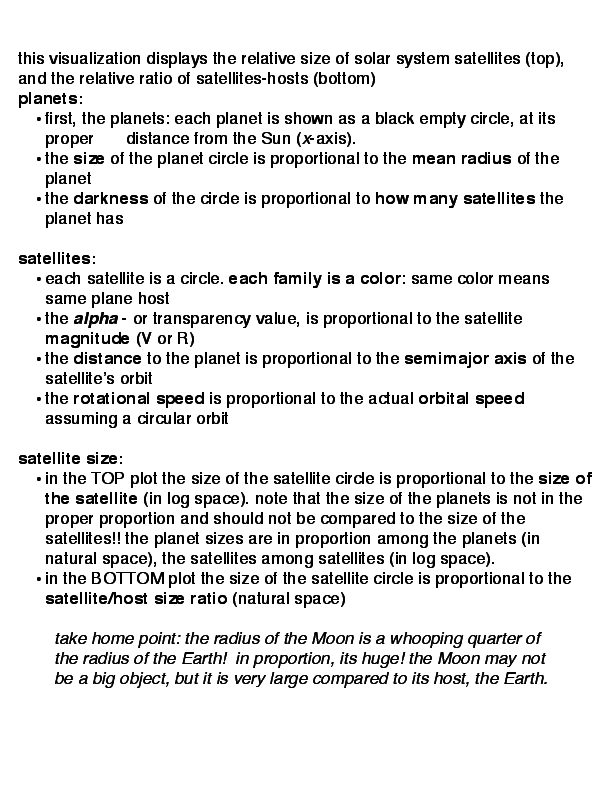 this visualization displays the relative size of solar system satellites (top),
and the relative ratio of satellites-hosts (bottom)
planets:
• first, the planets: each planet is shown as a black empty circle, at its
proper distance from the Sun (x-axis).
• the size of the planet circle is proportional to the mean radius of the
planet
• the darkness of the circle is proportional to how many satellites the
planet has
satellites:
• each satellite is a circle. each family is a color: same color means
same plane host
• the alpha - or transparency value, is proportional to the satellite
magnitude (V or R)
• the distance to the planet is proportional to the semimajor axis of the
satellite's orbit
• the rotational speed is proportional to the actual orbital speed
assuming a circular orbit
satellite size:
• in the TOP plot the size of the satellite circle is proportional to the size of
the satellite (in log space). note that the size of the planets is not in the
proper proportion and should not be compared to the size of the
satellites!! the planet sizes are in proportion among the planets (in
natural space), the satellites among satellites (in log space).
• in the BOTTOM plot the size of the satellite circle is proportional to the
satellite/host size ratio (natural space)
take home point: the radius of the Moon is a whooping quarter of
the radius of the Earth! in proportion, its huge! the Moon may not
be a big object, but it is very large compared to its host, the Earth.